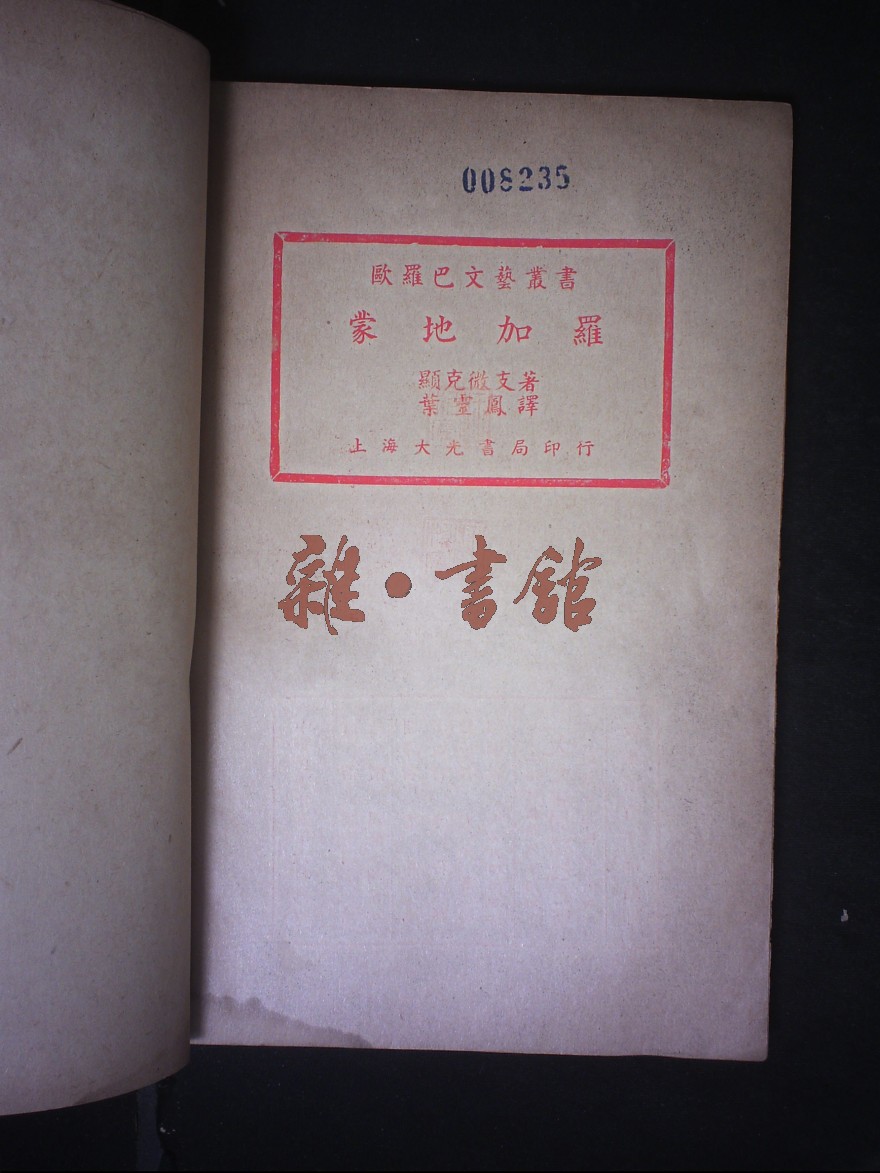 008235
歐羅巴文藝叢書
蒙地加羅
顯克微支著
葉靈鳳譯
上海大光書局印行
雜·書館